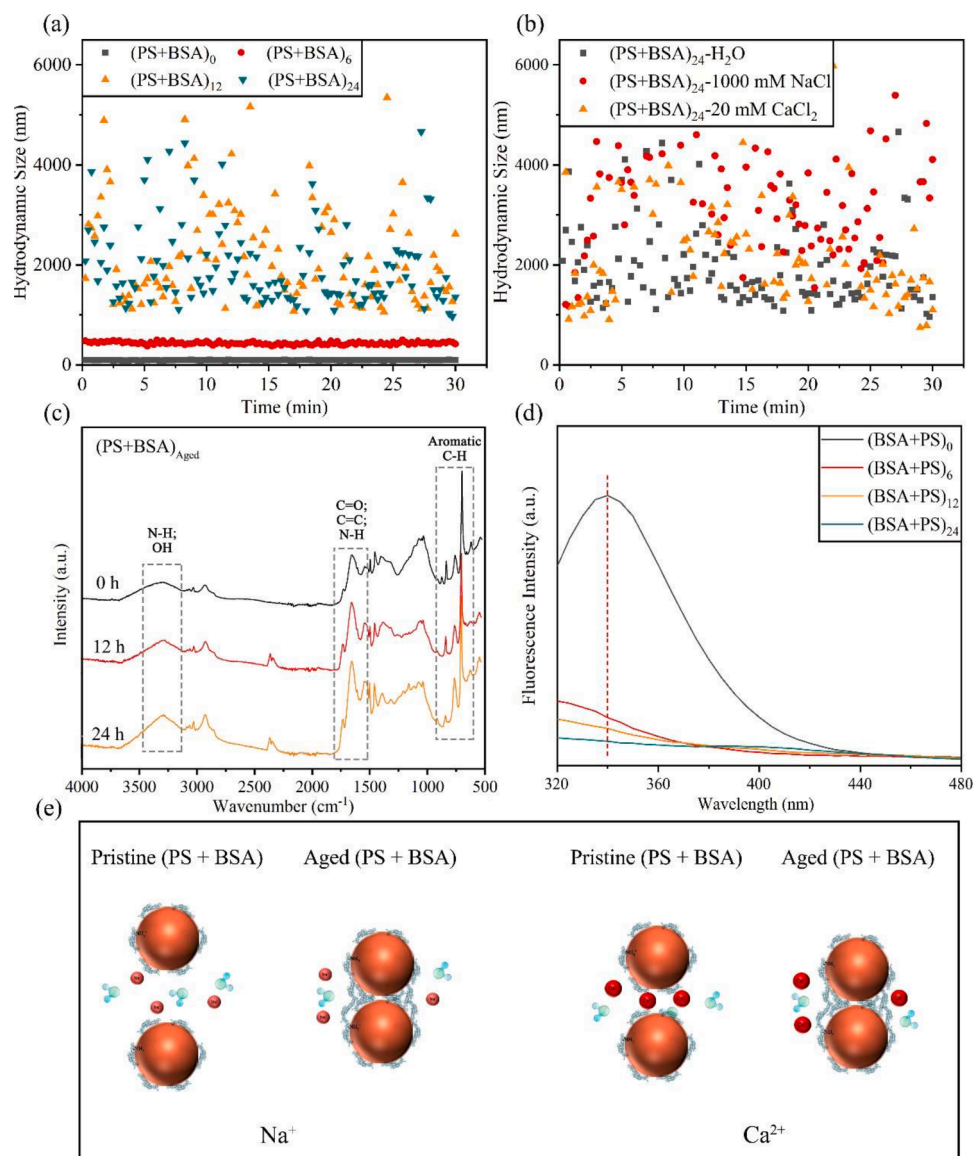 (a)
(PS+BSA)₀
(PS+BSA)₆
(PS+BSA)₁₂
(PS+BSA)₂₄
Hydrodynamic Size (nm)
6000
4000
2000
0
0
5
10
15
20
25
30
Time (min)
(b)
(PS+BSA)₂₄-H₂O
(PS+BSA)₂₄-1000 mM NaCl
(PS+BSA)₂₄-20 mM CaCl₂
Hydrodynamic Size (nm)
6000
4000
2000
0
0
5
10
15
20
25
30
Time (min)
(c)
(PS+BSA)Aged
Aromatic
C-H
C=O;
C=C;
N-H
N-H;
OH
0 h
12 h
24 h
Intensity (a.u.)
4000
3500
3000
2500
2000
1500
1000
500
Wavenumber (cm⁻¹)
(d)
(BSA+PS)₀
(BSA+PS)₆
(BSA+PS)₁₂
(BSA+PS)₂₄
Fluorescence Intensity (a.u.)
320
360
400
440
480
Wavelength (nm)
(e)
Pristine (PS + BSA)
Aged (PS + BSA)
Pristine (PS + BSA)
Aged (PS + BSA)
Na⁺
Ca²⁺